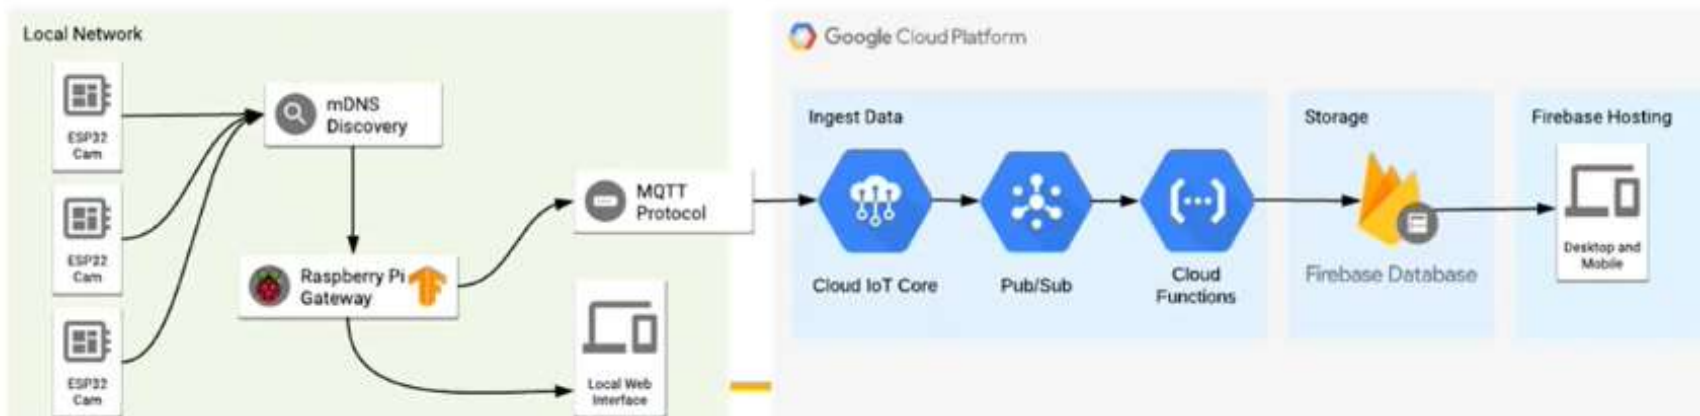 Local Network
ESP32
Cam
ESP32
Cam
ESP32
Cam
mDNS
Discovery
Raspberry Pi
Gateway
MQTT
Protocol
Local Web
Interface
Google Cloud Platform
Ingest Data
Cloud IoT Core
Pub/Sub
Cloud
Functions
Storage
Firebase Database
Firebase Hosting
Desktop and
Mobile